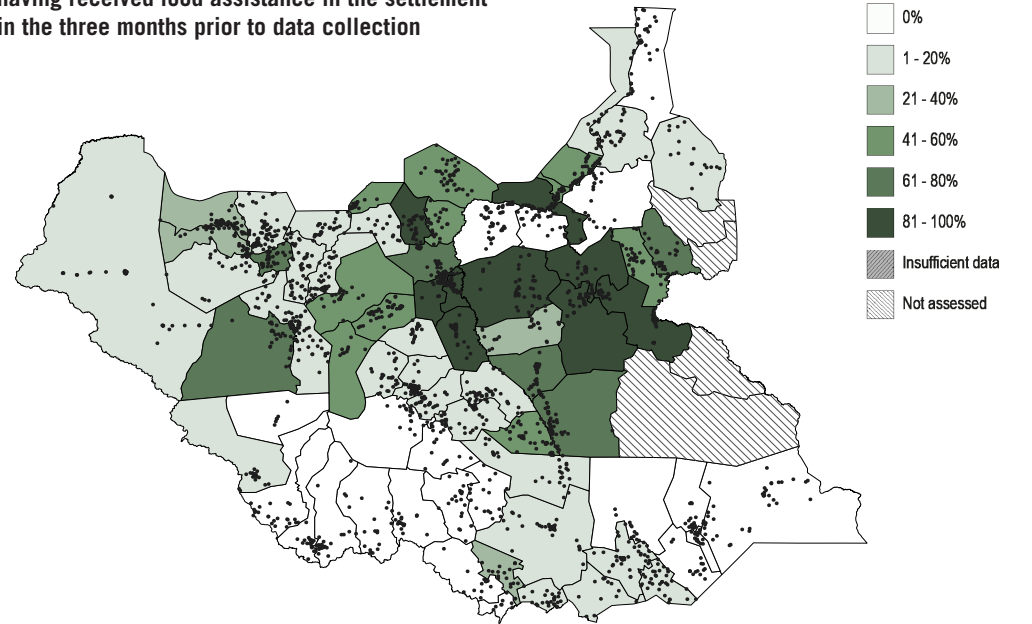 having received food assistance in the settlement
in the three months prior to data collection
0%
1 - 20%
21 - 40%
41 - 60%
61 - 80%
81 - 100%
Insufficient data
Not assessed